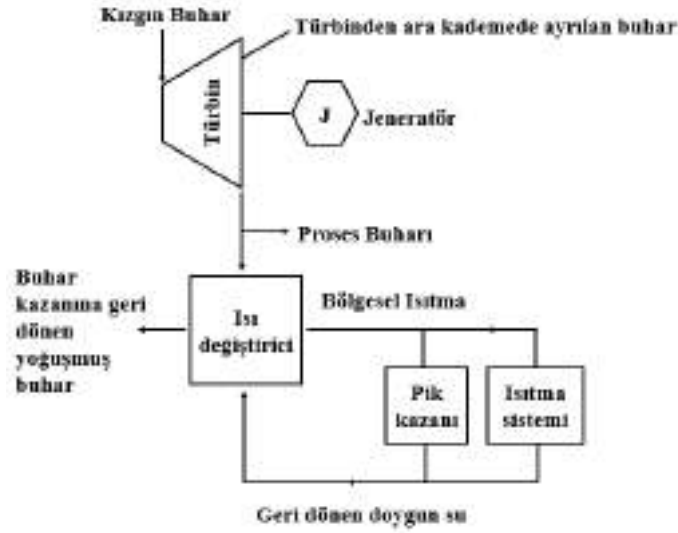 Kızgın Buhar
Türbinden ara kademede ayrılan buhar
Türbin
J
Jeneratör
Proses Buharı
Buhar
kazanına geri
dönen
yoğuşmuş
buhar
Isı
değiştirici
Bölgesel Isıtma
Pik
kazanı
Isıtma
sistemi
Geri dönen doygun su